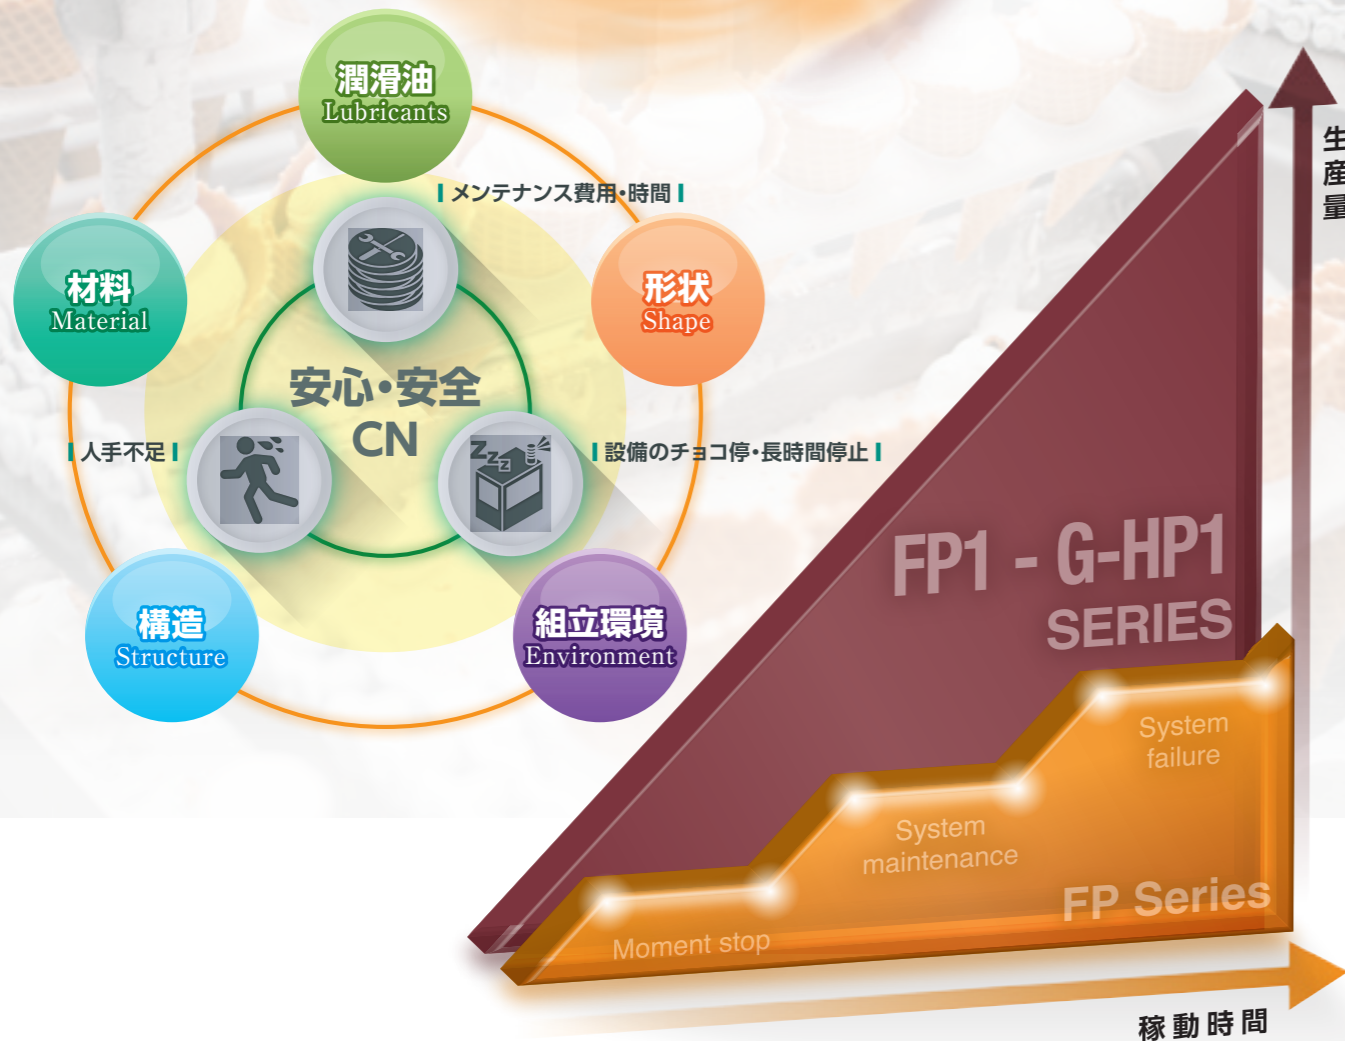 潤滑油
Lubricants
メンテナンス費用・時間
材料
Material
形状
Shape
安心・安全
CN
人手不足
Zzz
設備のチョコ停・長時間停止
構造
Structure
組立環境
Environment
生産量
FP1 - G-HP1
SERIES
System
failure
System
maintenance
FP Series
Moment stop
稼動時間